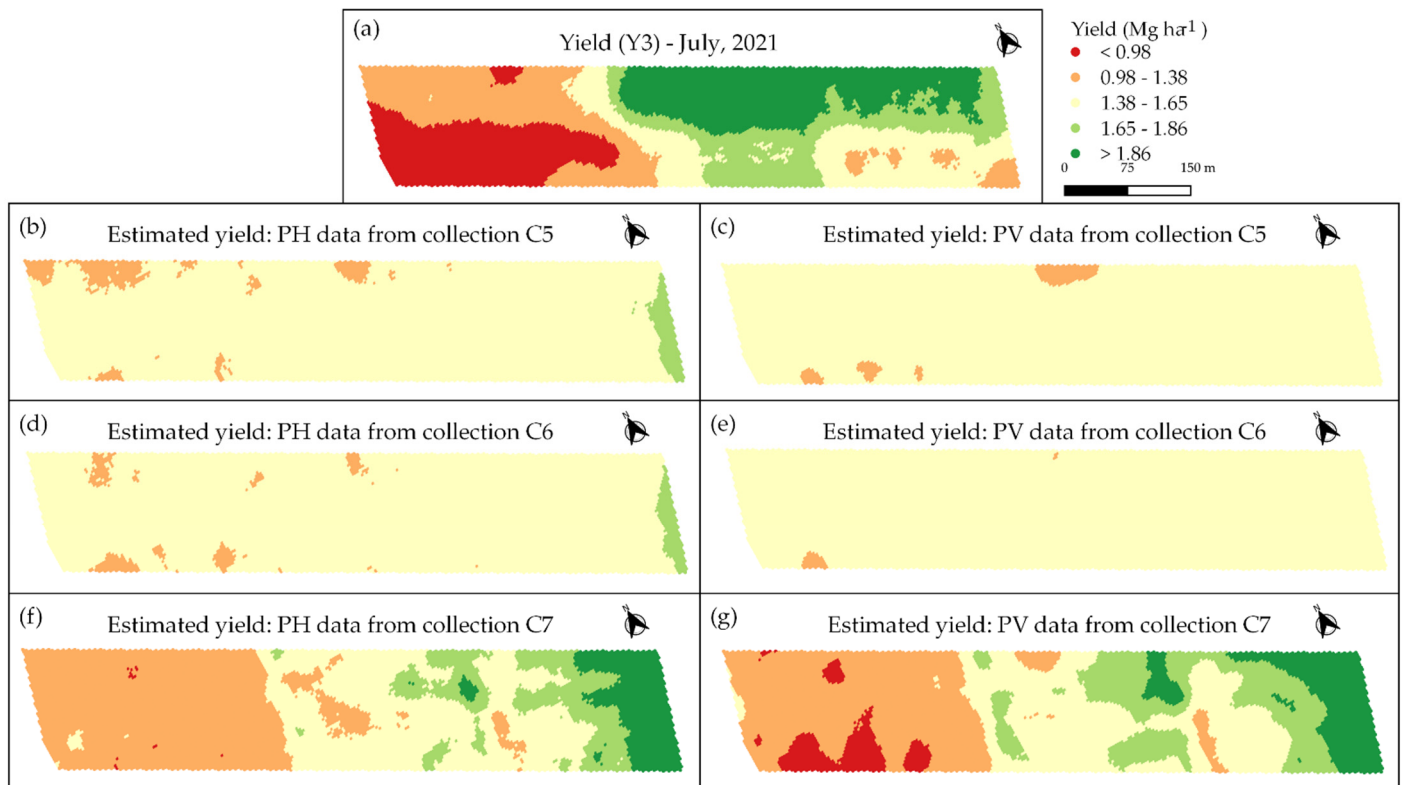 (a)
Yield (Y3) - July, 2021
N
Yield (Mg ha-1 )
< 0.98
0.98 - 1.38
1.38 - 1.65
1.65 - 1.86
> 1.86
0 75 150 m
(b)
Estimated yield: PH data from collection C5
N
(c)
Estimated yield: PV data from collection C5
N
(d)
Estimated yield: PH data from collection C6
N
(e)
Estimated yield: PV data from collection C6
N
(f)
Estimated yield: PH data from collection C7
N
(g)
Estimated yield: PV data from collection C7
N